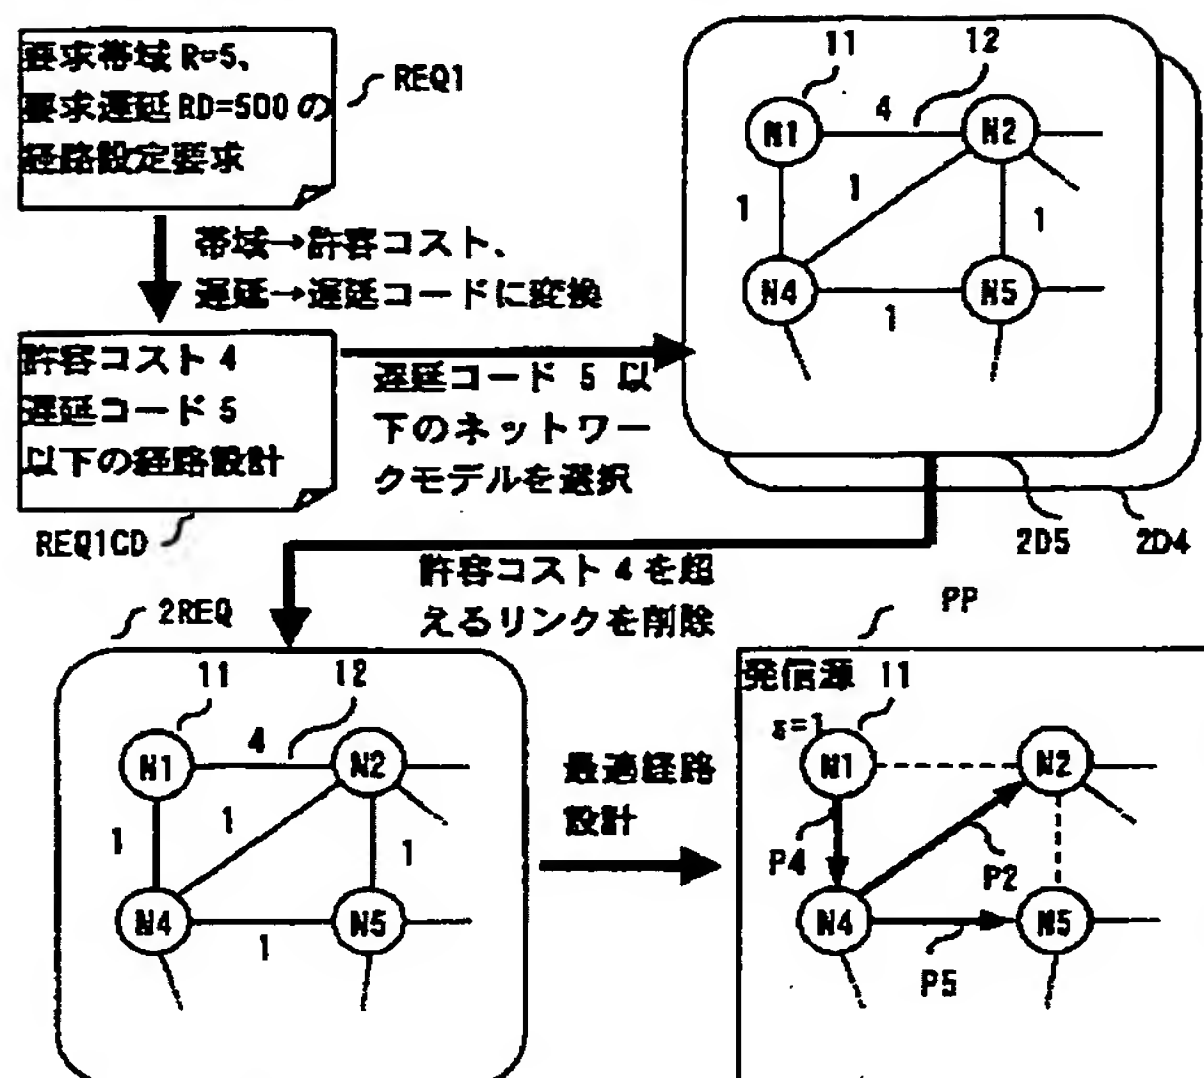 要求帯域 R=5、
要求遅延 RD=500 の
経路設定要求
REQ1
帯域→許容コスト、
遅延→遅延コードに変換
許容コスト 4
遅延コード 5
以下の経路設計
REQ1CD
遅延コード 5 以
下のネットワー
クモデルを選択
11
12
N1
4
N2
1
1
1
N4
1
N5
2D5
2D4
許容コスト 4 を超
えるリンクを削除
2REQ
11
12
N1
4
N2
1
1
1
N4
1
N5
最適経路
設計
PP
発信源 11
s=1
N1
N2
P4
P2
N4
N5
P5